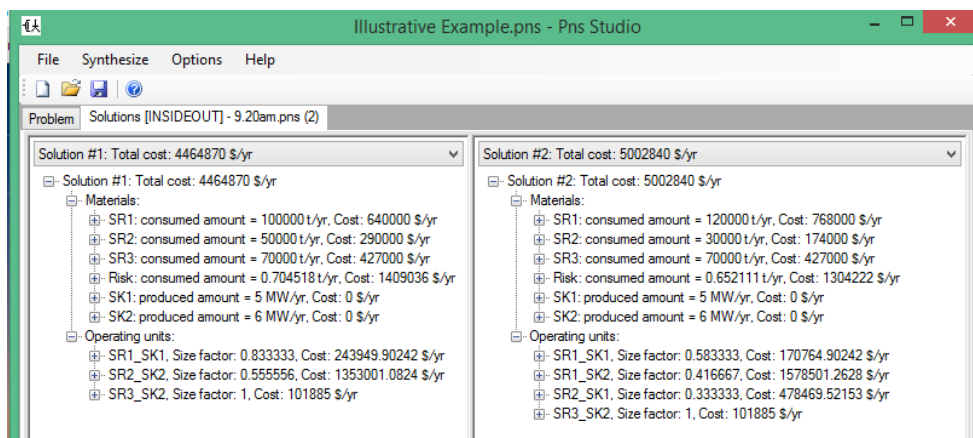 Illustrative Example.pns - Pns Studio
File Synthesize Options Help
Problem Solutions [INSIDEOUT] - 9.20am.pns (2)
Solution #1: Total cost: 4464870 $/yr
Solution #1: Total cost: 4464870 $/yr
Materials:
SR1: consumed amount = 100000 t/yr, Cost: 640000 $/yr
SR2: consumed amount = 50000 t/yr, Cost: 290000 $/yr
SR3: consumed amount = 70000 t/yr, Cost: 427000 $/yr
Risk: consumed amount = 0.704518 t/yr, Cost: 1409036 $/yr
SK1: produced amount = 5 MW/yr, Cost: 0 $/yr
SK2: produced amount = 6 MW/yr, Cost: 0 $/yr
Operating units:
SR1_SK1, Size factor: 0.833333, Cost: 243949.90242 $/yr
SR2_SK2, Size factor: 0.555556, Cost: 1353001.0824 $/yr
SR3_SK2, Size factor: 1, Cost: 101885 $/yr
Solution #2: Total cost: 5002840 $/yr
Solution #2: Total cost: 5002840 $/yr
Materials:
SR1: consumed amount = 120000 t/yr, Cost: 768000 $/yr
SR2: consumed amount = 30000 t/yr, Cost: 174000 $/yr
SR3: consumed amount = 70000 t/yr, Cost: 427000 $/yr
Risk: consumed amount = 0.652111 t/yr, Cost: 1304222 $/yr
SK1: produced amount = 5 MW/yr, Cost: 0 $/yr
SK2: produced amount = 6 MW/yr, Cost: 0 $/yr
Operating units:
SR1_SK1, Size factor: 0.583333, Cost: 170764.90242 $/yr
SR1_SK2, Size factor: 0.416667, Cost: 1578501.2628 $/yr
SR2_SK1, Size factor: 0.333333, Cost: 478469.52153 $/yr
SR3_SK2, Size factor: 1, Cost: 101885 $/yr